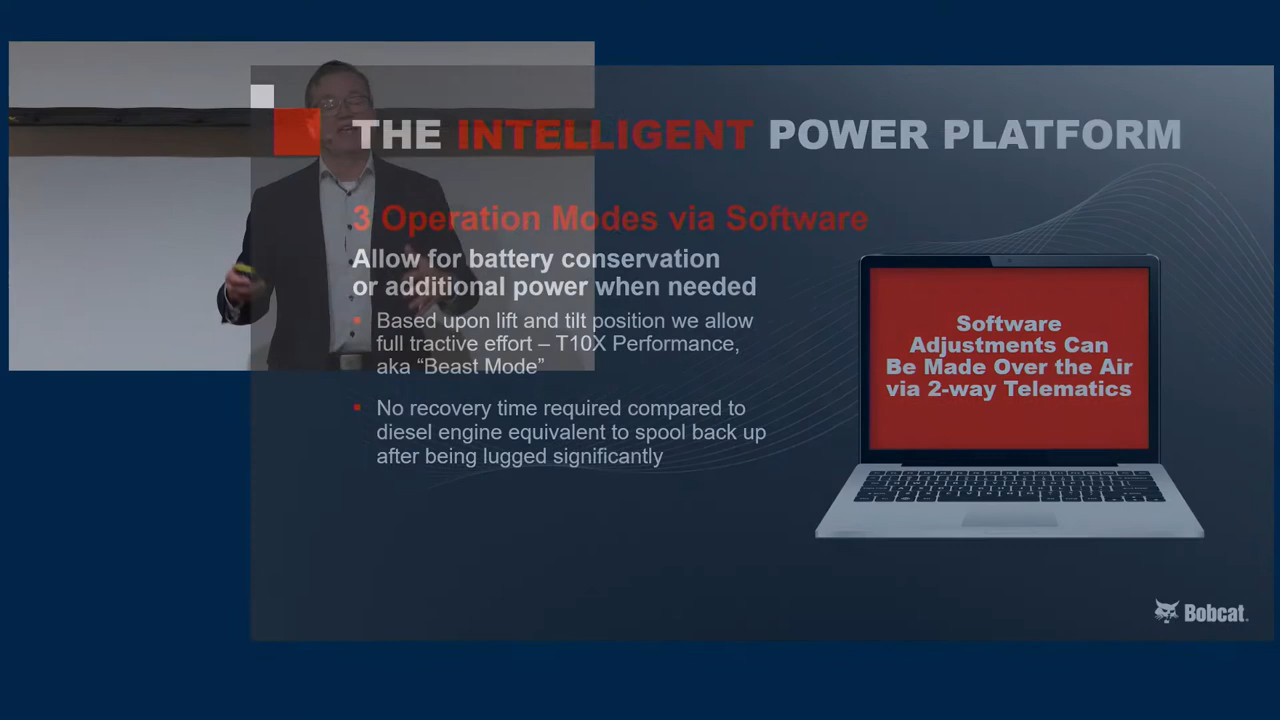 THE INTELLIGENT POWER PLATFORM
3 Operation Modes via Software
Allow for battery conservation
or additional power when needed
Based upon lift and tilt position we allow
full tractive effort – T10X Performance,
aka “Beast Mode”
No recovery time required compared to
diesel engine equivalent to spool back up
after being lugged significantly
Software
Adjustments Can
Be Made Over the Air
via 2-way Telematics
Bobcat.